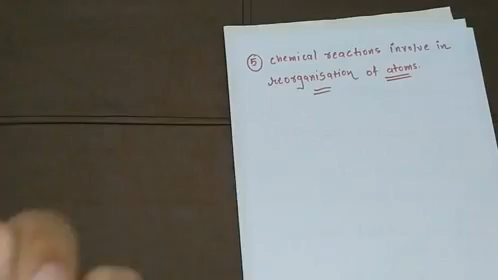 ⑤ chemical reactions involve in
reorganisation of atoms.